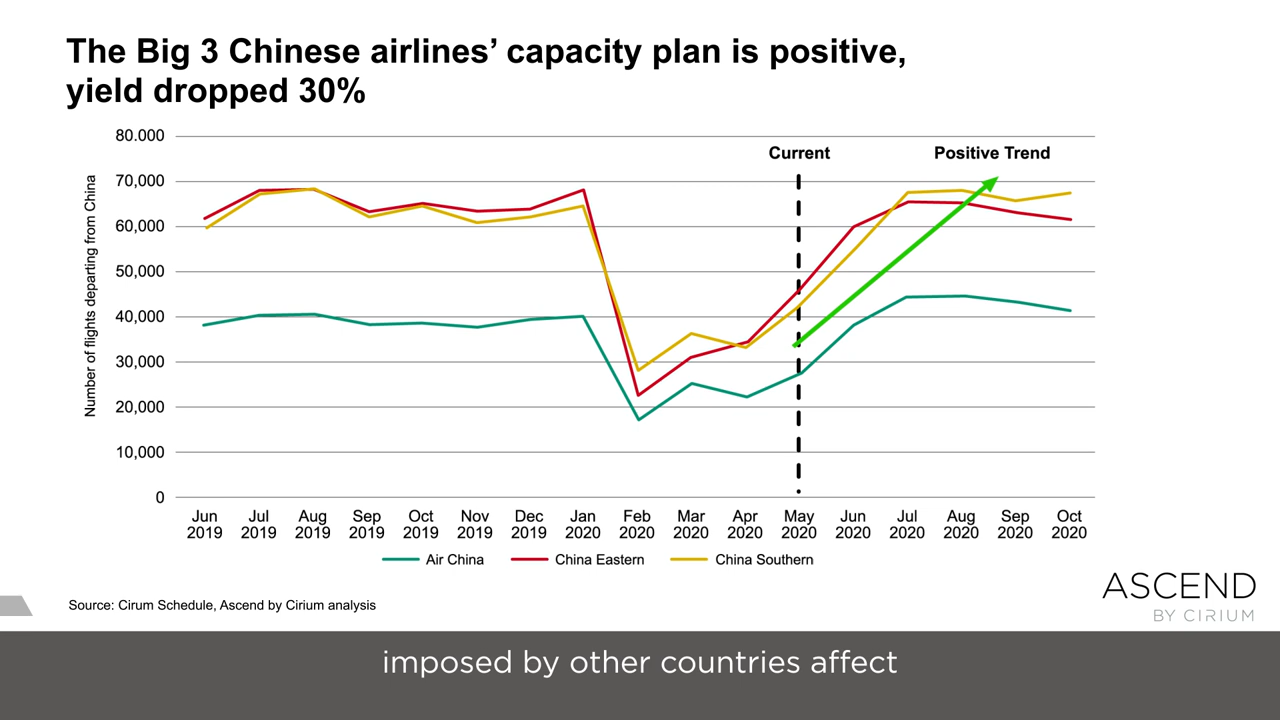 The Big 3 Chinese airlines’ capacity plan is positive,
yield dropped 30%
80.000
70,000
60,000
50,000
40,000
30,000
20,000
10,000
0
Number of flights departing from China
Current
Positive Trend
Jun 2019
Jul 2019
Aug 2019
Sep 2019
Oct 2019
Nov 2019
Dec 2019
Jan 2020
Feb 2020
Mar 2020
Apr 2020
May 2020
Jun 2020
Jul 2020
Aug 2020
Sep 2020
Oct 2020
Air China
China Eastern
China Southern
Source: Cirum Schedule, Ascend by Cirium analysis
ASCEND
BY CIRIUM
imposed by other countries affect